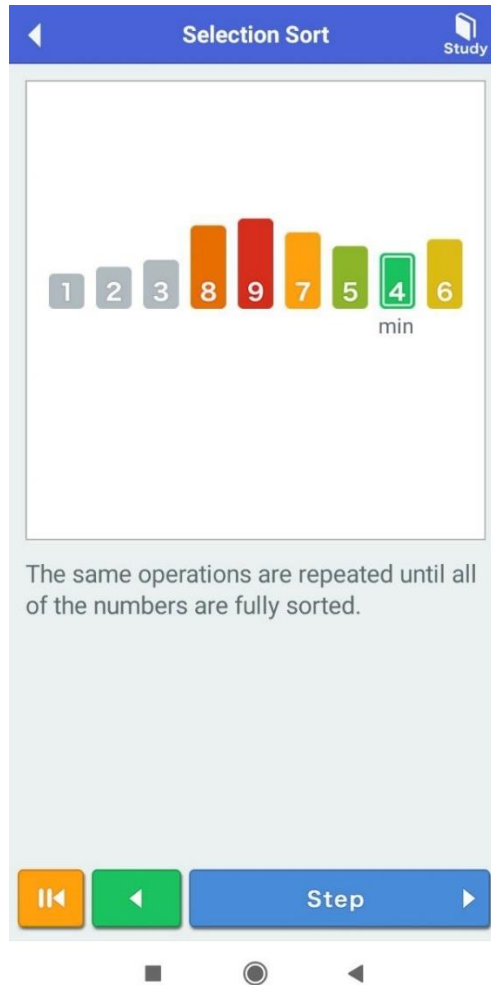 Selection Sort
Study
1 2 3 8 9 7 5 4 6
min
The same operations are repeated until all
of the numbers are fully sorted.
Step